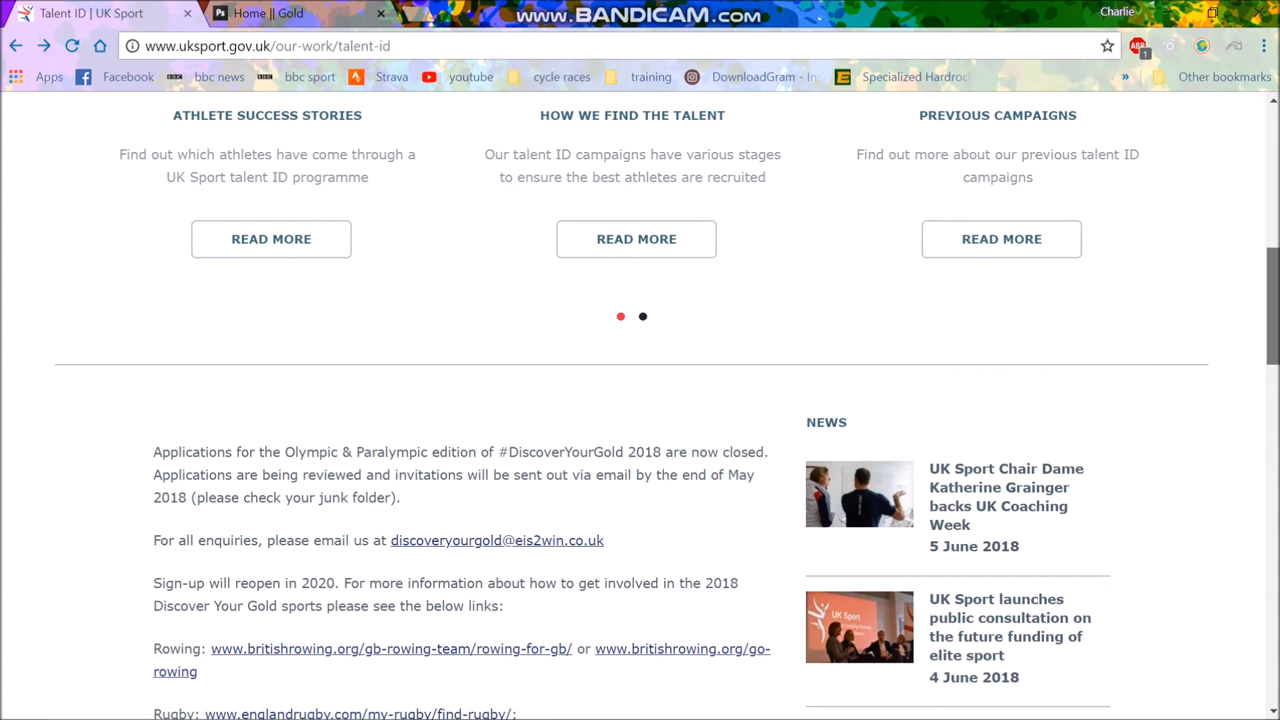 Talent ID | UK Sport
Home || Gold
www.BANDICAM.com
Charlie
www.uksport.gov.uk/our-work/talent-id
ABP
1
Apps
Facebook
bbc news
bbc sport
Strava
youtube
cycle races
training
DownloadGram - In
Specialized Hardroc
»
Other bookmarks
ATHLETE SUCCESS STORIES
Find out which athletes have come through a
UK Sport talent ID programme
READ MORE
HOW WE FIND THE TALENT
Our talent ID campaigns have various stages
to ensure the best athletes are recruited
READ MORE
PREVIOUS CAMPAIGNS
Find out more about our previous talent ID
campaigns
READ MORE
Applications for the Olympic & Paralympic edition of #DiscoverYourGold 2018 are now closed.
Applications are being reviewed and invitations will be sent out via email by the end of May
2018 (please check your junk folder).
For all enquiries, please email us at discoveryourgold@eis2win.co.uk
Sign-up will reopen in 2020. For more information about how to get involved in the 2018
Discover Your Gold sports please see the below links:
Rowing: www.britishrowing.org/gb-rowing-team/rowing-for-gb/ or www.britishrowing.org/go-
rowing
Rugby: www.englandrugby.com/my-rugby/find-rugby/;
NEWS
UK Sport Chair Dame
Katherine Grainger
backs UK Coaching
Week
5 June 2018
UK Sport
UK Sport launches
public consultation on
the future funding of
elite sport
4 June 2018